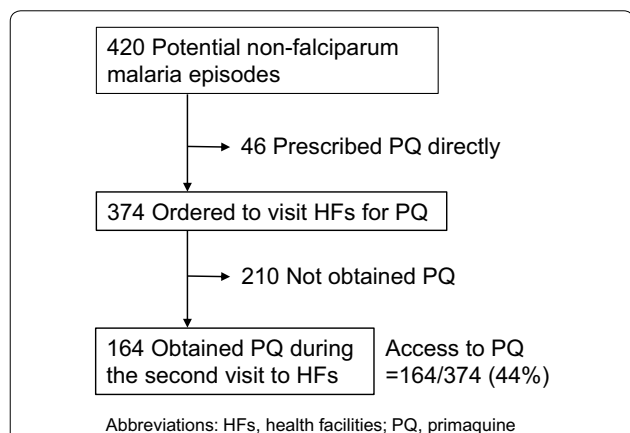 420 Potential non-falciparum
malaria episodes
46 Prescribed PQ directly
374 Ordered to visit HFs for PQ
210 Not obtained PQ
164 Obtained PQ during
the second visit to HFs
Access to PQ
=164/374 (44%)
Abbreviations: HFs, health facilities; PQ, primaquine